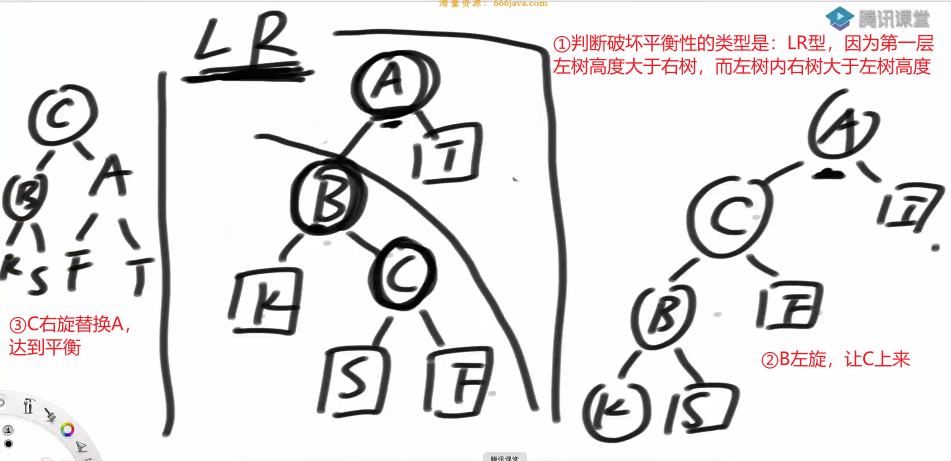 海量资源：666java.com
腾讯课堂
LR
①判断破坏平衡性的类型是：LR型，因为第一层
左树高度大于右树，而左树内右树大于左树高度
C
B
A
K
S
F
T
③C右旋替换A，
达到平衡
A
B
T
K
C
S
F
A
C
I
B
F
K
S
②B左旋，让C上来
腾讯课堂